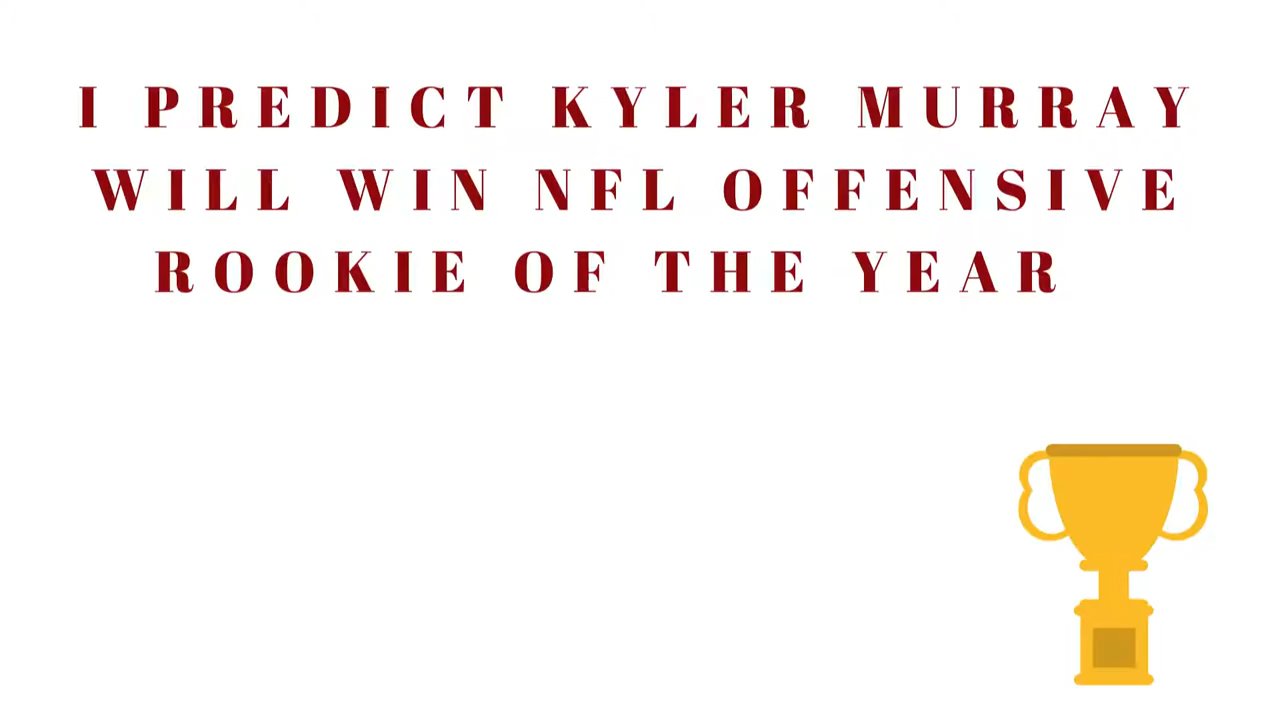 I PREDICT KYLER MURRAY
WILL WIN NFL OFFENSIVE
ROOKIE OF THE YEAR